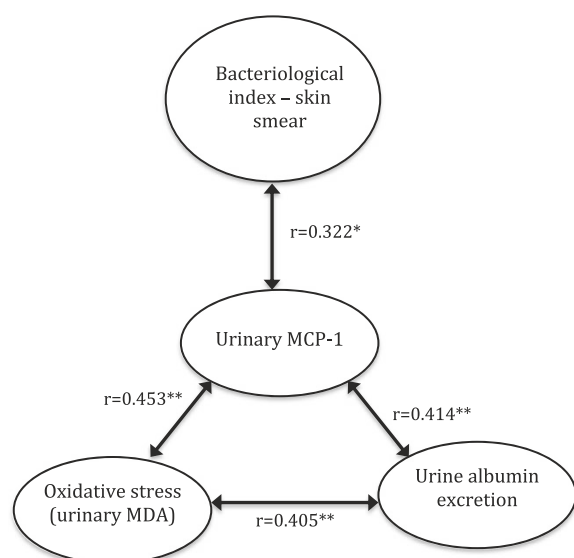 Bacteriological
index – skin
smear
r=0.322*
Urinary MCP-1
r=0.453**
r=0.414**
Oxidative stress
(urinary MDA)
Urine albumin
excretion
r=0.405**